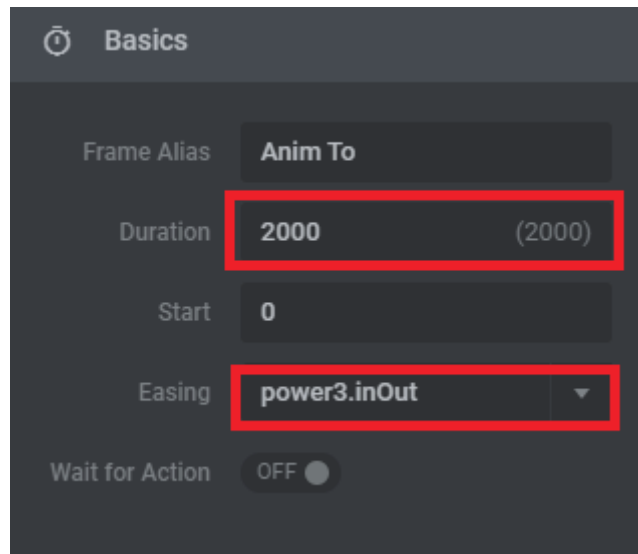 Basics
Frame Alias Anim To
Duration 2000 (2000)
Start 0
Easing power3.inOut
Wait for Action OFF